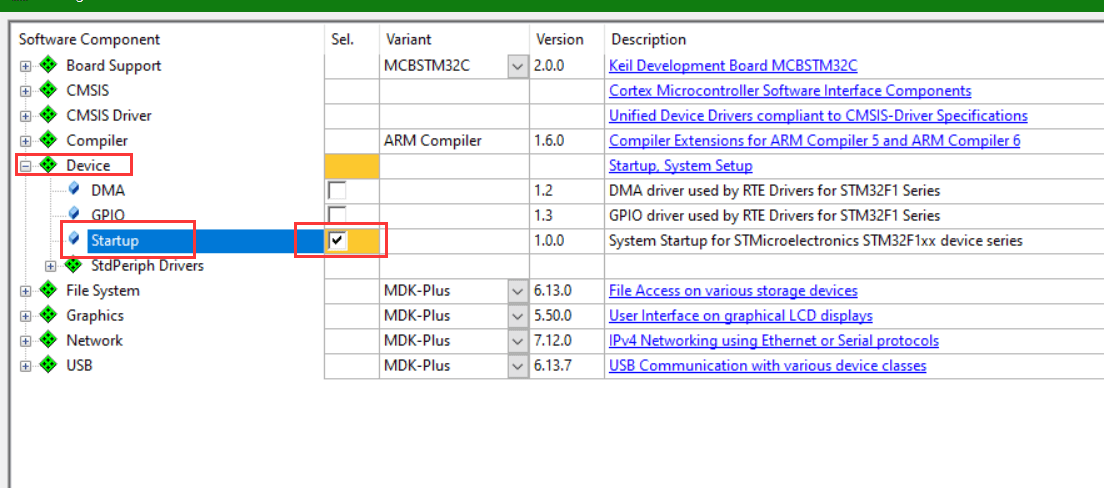 Software Component Sel. Variant Version Description
Board Support MCBSTM32C 2.0.0 Keil Development Board MCBSTM32C
CMSIS Cortex Microcontroller Software Interface Components
CMSIS Driver Unified Device Drivers compliant to CMSIS-Driver Specifications
Compiler ARM Compiler 1.6.0 Compiler Extensions for ARM Compiler 5 and ARM Compiler 6
Device Startup, System Setup
DMA 1.2 DMA driver used by RTE Drivers for STM32F1 Series
GPIO 1.3 GPIO driver used by RTE Drivers for STM32F1 Series
Startup 1.0.0 System Startup for STMicroelectronics STM32F1xx device series
StdPeriph Drivers
File System MDK-Plus 6.13.0 File Access on various storage devices
Graphics MDK-Plus 5.50.0 User Interface on graphical LCD displays
Network MDK-Plus 7.12.0 IPv4 Networking using Ethernet or Serial protocols
USB MDK-Plus 6.13.7 USB Communication with various device classes